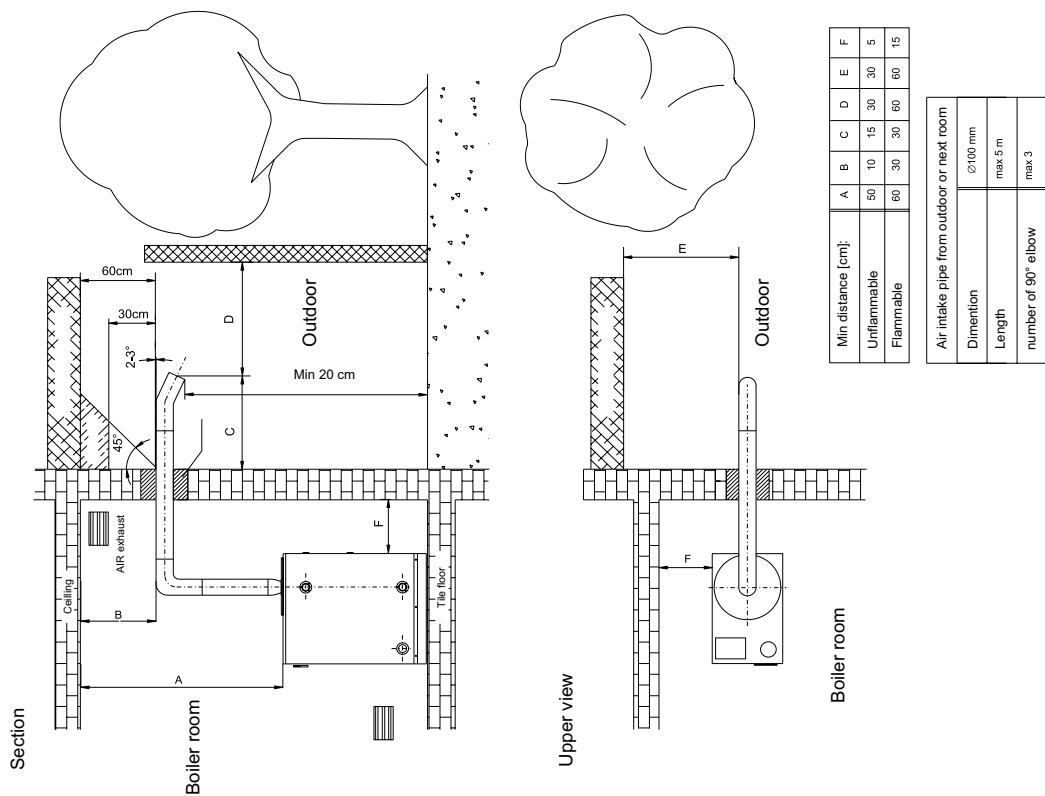 Section
Ceilling
AIR exhaust
B
A
Boiler room
45°
2-3°
30cm
60cm
C
D
Min 20 cm
Outdoor
F
Tile floor
Upper view
F
E
Outdoor
Boiler room
Min distance [cm]: A B C D E F
Unflammable 50 10 15 30 30 5
Flammable 60 30 30 60 60 15
Air intake pipe from outdoor or next room
Dimention Ø100 mm
Length max 5 m
number of 90° elbow max 3